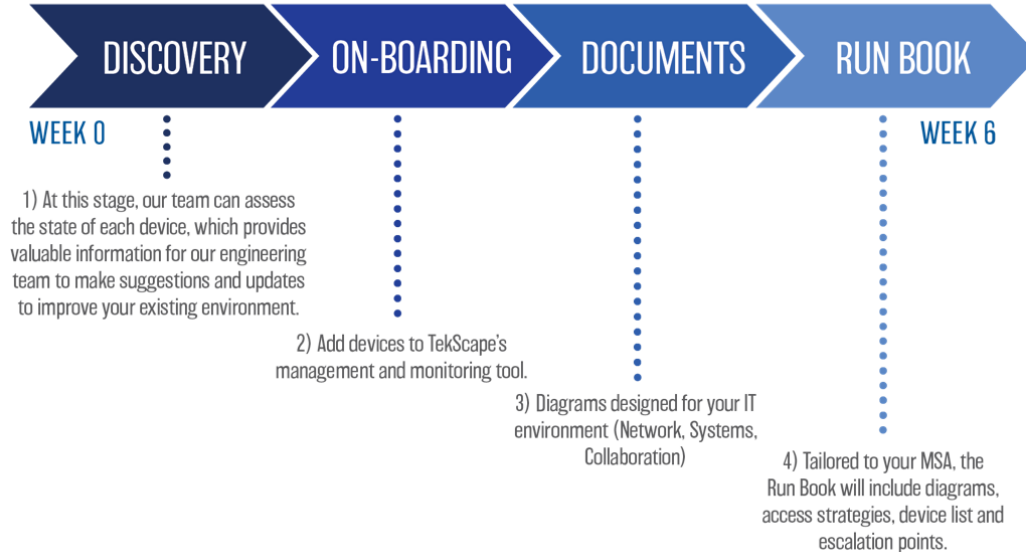 DISCOVERY
ON-BOARDING
DOCUMENTS
RUN BOOK
WEEK 0
WEEK 6
1) At this stage, our team can assess
the state of each device, which provides
valuable information for our engineering
team to make suggestions and updates
to improve your existing environment.
2) Add devices to TekScape's
management and monitoring tool.
3) Diagrams designed for your IT
environment (Network, Systems,
Collaboration)
4) Tailored to your MSA, the
Run Book will include diagrams,
access strategies, device list and
escalation points.